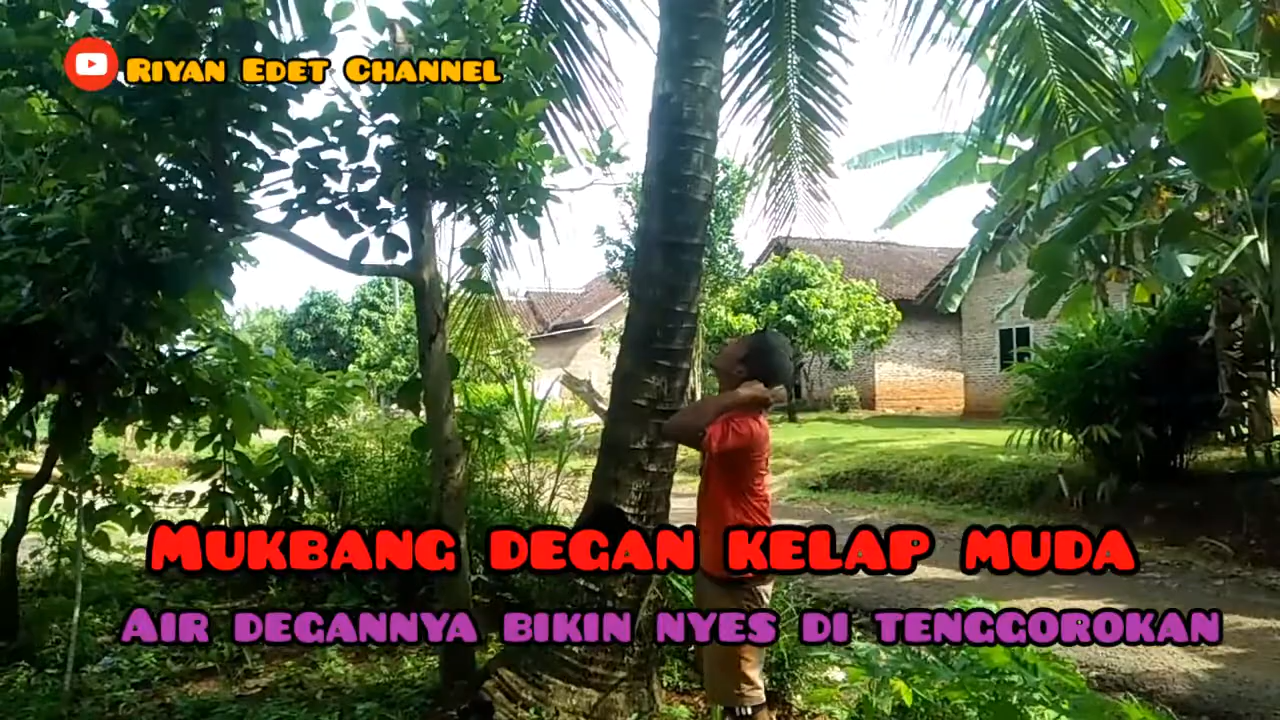 Riyan Edet Channel
Mukbang degan kelap muda
Air degannya bikin nyes di tenggorokan